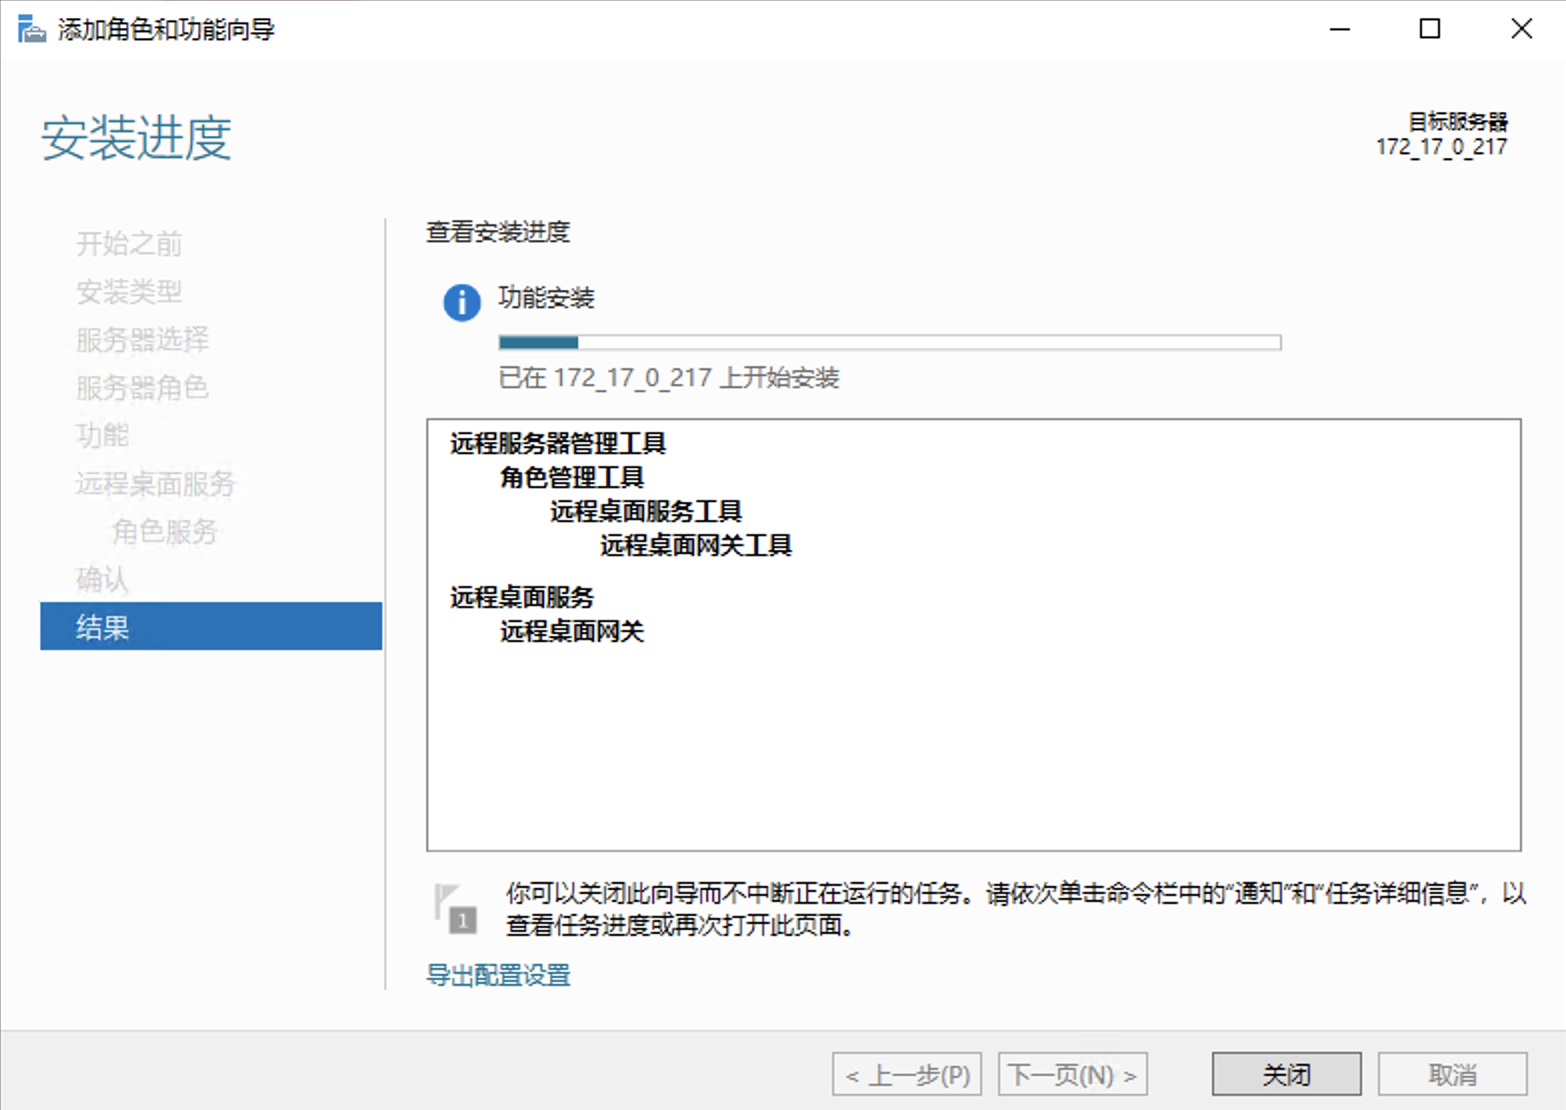 添加角色和功能向导
安装进度
目标服务器
172_17_0_217
开始之前
安装类型
服务器选择
服务器角色
功能
远程桌面服务
角色服务
确认
结果
查看安装进度
功能安装
已在 172_17_0_217 上开始安装
远程服务器管理工具
角色管理工具
远程桌面服务工具
远程桌面网关工具
远程桌面服务
远程桌面网关
1
你可以关闭此向导而不中断正在运行的任务。请依次单击命令栏中的“通知”和“任务详细信息”，以
查看任务进度或再次打开此页面。
导出配置设置
< 上一步(P)
下一页(N) >
关闭
取消